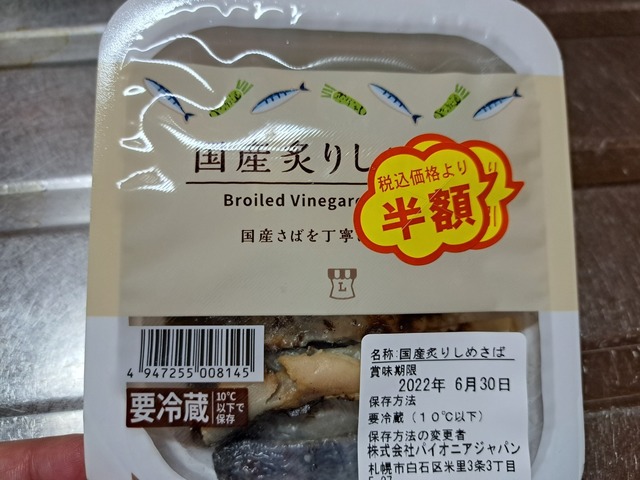 国産炙りし
税込価格より
半額
Broiled Vinegar
国産さばを丁寧
L
4 947255 008145
要冷蔵
10℃
以下で
保存
名称:国産炙りしめさば
賞味期限
2022年 6月30日
保存方法
要冷蔵(10℃以下)
保存方法の変更者
株式会社パイオニアジャパン
札幌市白石区米里3条3丁目